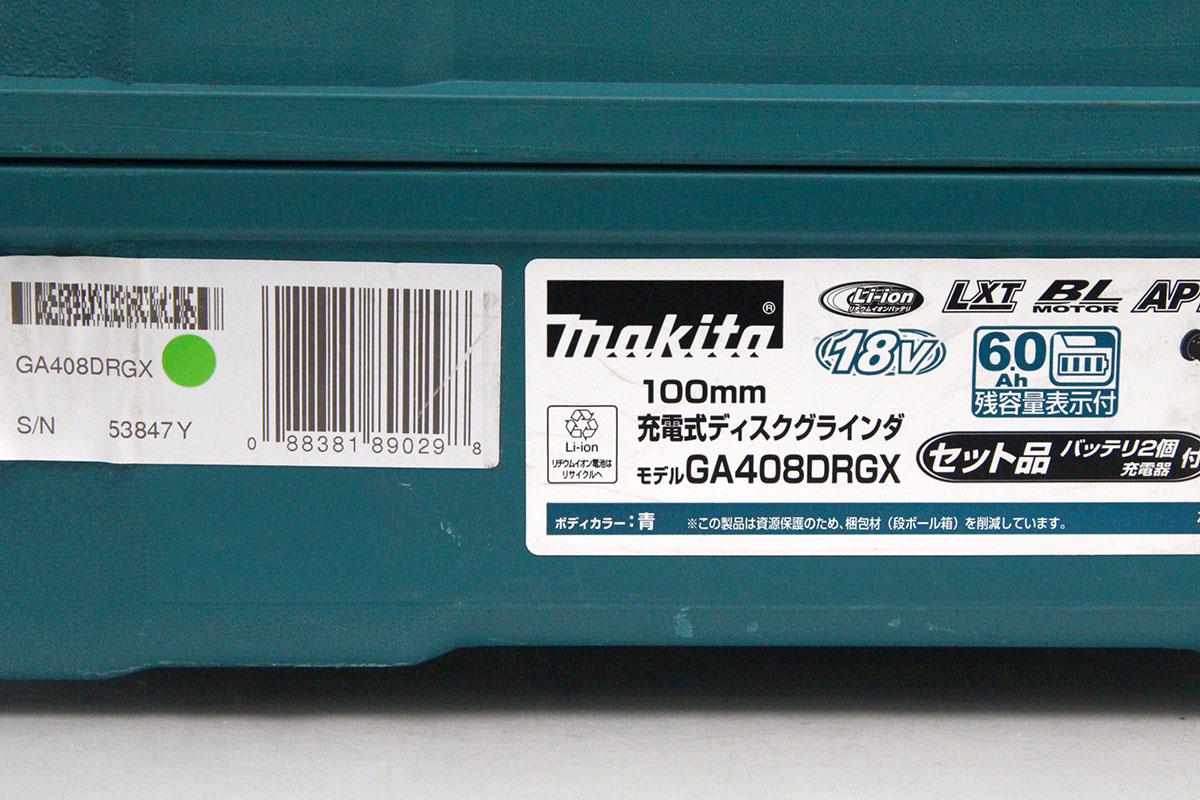 GA408DRGX
S/N 53847Y
0 88381 89029 8
makita®
Li-ion
リチウムイオンバッテリ
LXT
BL
MOTOR
18V
6.0
Ah
残容量表示付
100mm
充電式ディスクグラインダ
モデルGA408DRGX
Li-ion
リチウムイオン電池は
リサイクルへ
セット品 バッテリ2個
充電器 付
ボディカラー:青 ※この製品は資源保護のため、梱包材(段ボール箱)を削減しています。